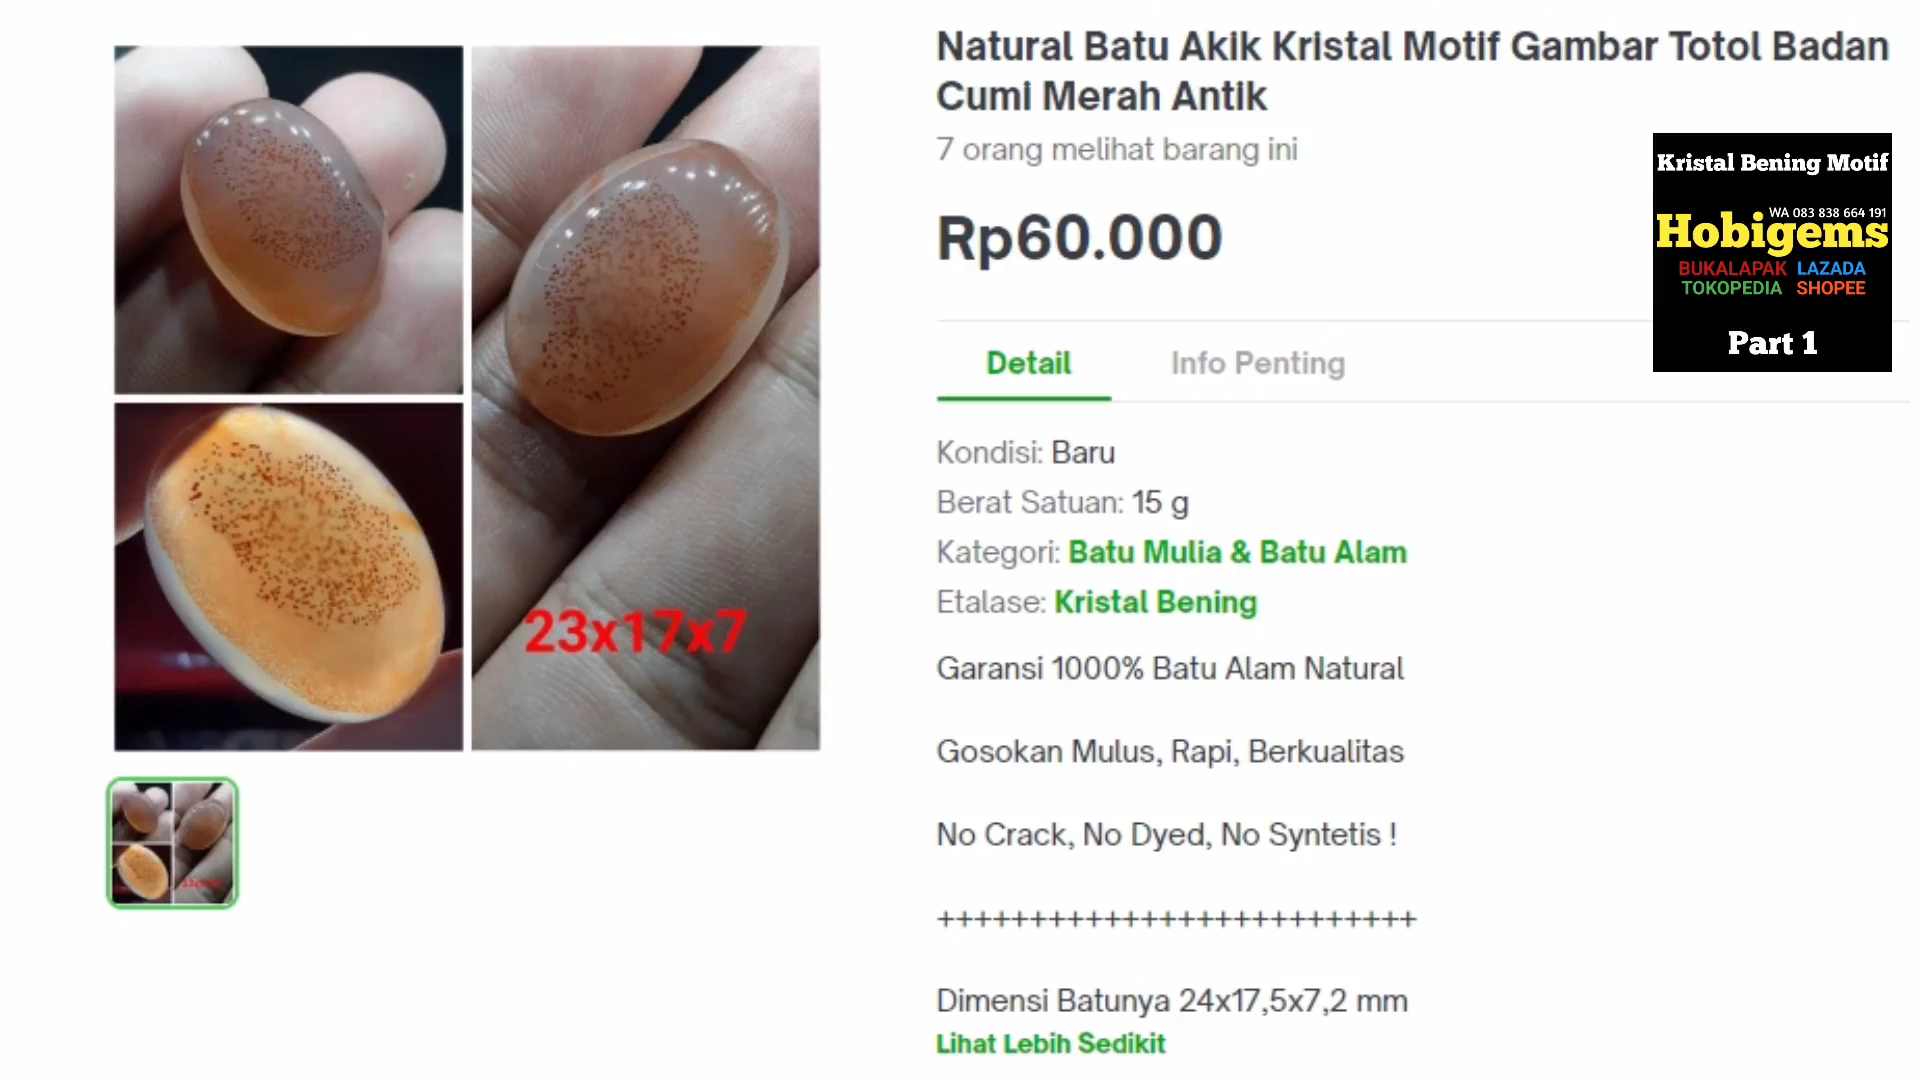 Natural Batu Akik Kristal Motif Gambar Totol Badan
Cumi Merah Antik
7 orang melihat barang ini
Rp60.000
Detail
Info Penting
Kondisi: Baru
Berat Satuan: 15 g
Kategori: Batu Mulia & Batu Alam
Etalase: Kristal Bening
Garansi 1000% Batu Alam Natural
Gosokan Mulus, Rapi, Berkualitas
No Crack, No Dyed, No Syntetis !
++++++++++++++++++++++++++
Dimensi Batunya 24x17,5x7,2 mm
Lihat Lebih Sedikit
23x17x7
Kristal Bening Motif
WA 083 838 664 191
Hobigems
BUKALAPAK LAZADA
TOKOPEDIA SHOPEE
Part 1